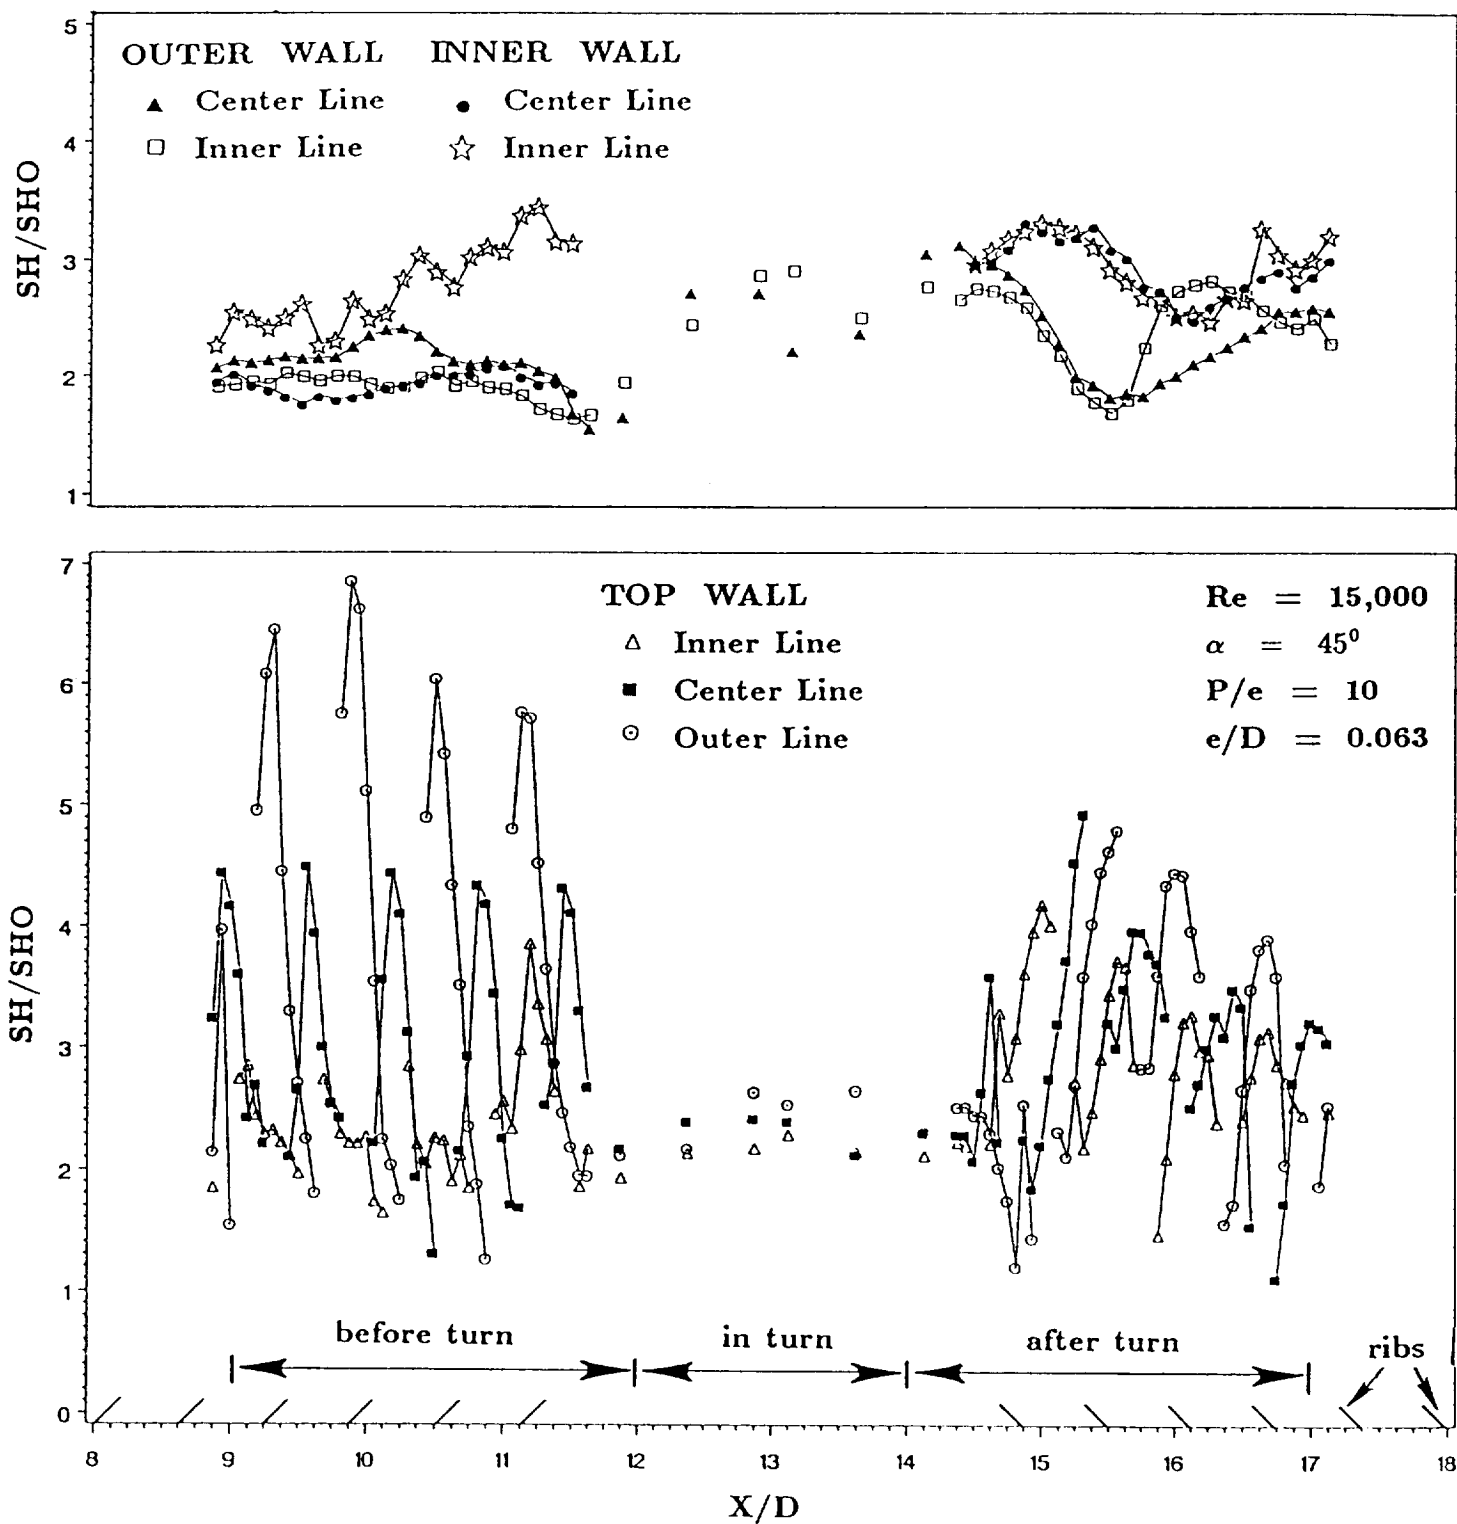 5
4
3
2
1
SH/SHO
OUTER WALL INNER WALL
Center Line Center Line
Inner Line Inner Line
7
6
5
4
3
2
1
0
SH/SHO
TOP WALL
Inner Line
Center Line
Outer Line
Re = 15,000
α = 45⁰
P/e = 10
e/D = 0.063
before turn in turn after turn ribs
8 9 10 11 12 13 14 15 16 17 18
X/D